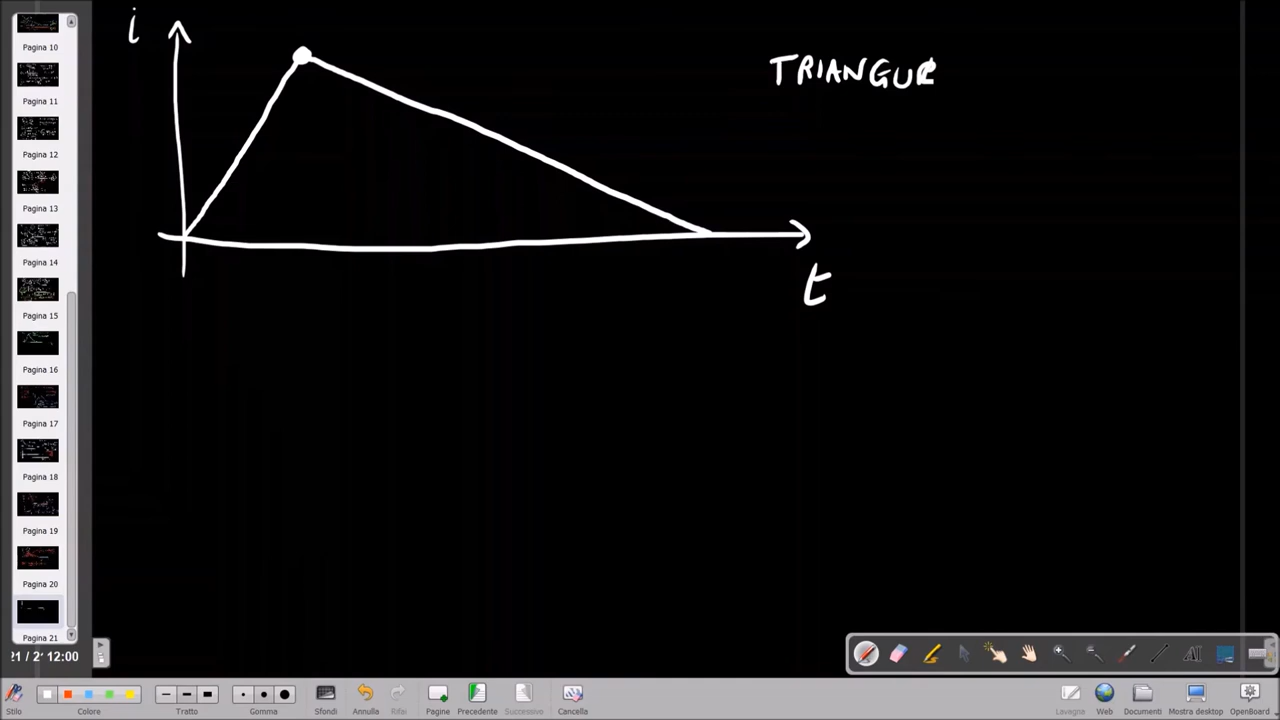 i
TRIANGUL
t
Pagina 10
Pagina 11
Pagina 12
Pagina 13
Pagina 14
Pagina 15
Pagina 16
Pagina 17
Pagina 18
Pagina 19
Pagina 20
Pagina 21
12:00
Stilo
Colore
Tratto
Gomma
Sfondi
Annulla
Rifai
Pagine
Precedente
Successivo
Cancella
Lavagna
Web
Documenti
Mostra desktop
OpenBoard